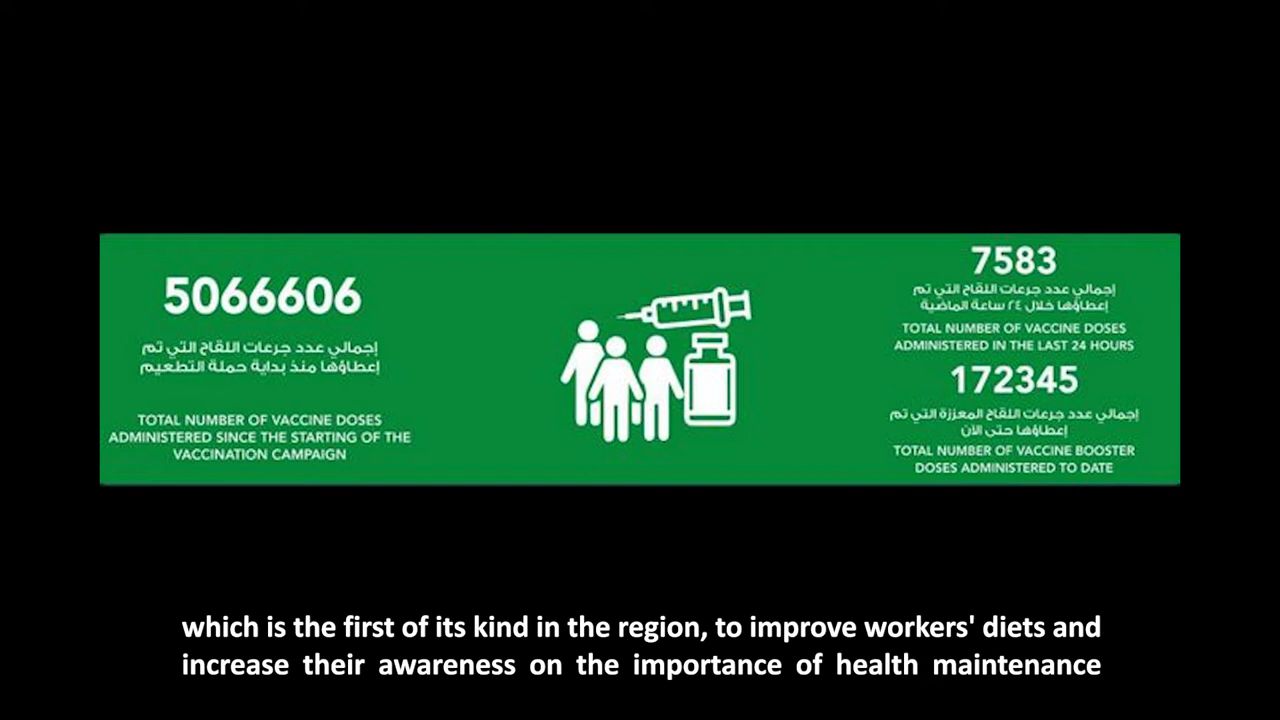 5066606
إجمالي عدد جرعات اللقاح التي تم
إعطاؤها منذ بداية حملة التطعيم
TOTAL NUMBER OF VACCINE DOSES
ADMINISTERED SINCE THE STARTING OF THE
VACCINATION CAMPAIGN
7583
إجمالي عدد جرعات اللقاح التي تم
إعطاؤها خلال ٢٤ ساعة الماضية
TOTAL NUMBER OF VACCINE DOSES
ADMINISTERED IN THE LAST 24 HOURS
172345
إجمالي عدد جرعات اللقاح المعززة التي تم
إعطاؤها حتى الآن
TOTAL NUMBER OF VACCINE BOOSTER
DOSES ADMINISTERED TO DATE
which is the first of its kind in the region, to improve workers' diets and
increase their awareness on the importance of health maintenance